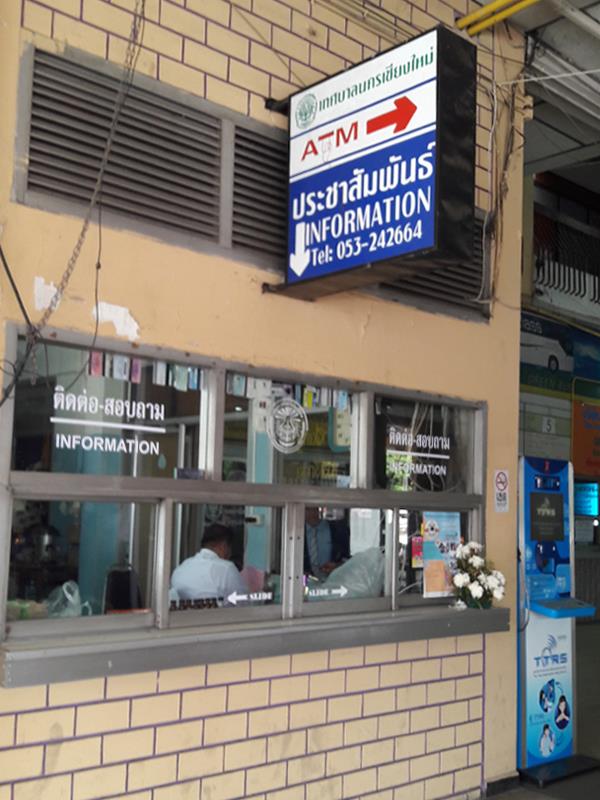 เทศบาลนครเชียงใหม่
ATM
ประชาสัมพันธ์
INFORMATION
Tel: 053-242664
ติดต่อ-สอบถาม
INFORMATION
ติดต่อ-สอบถาม
INFORMATION
SLIDE
SLIDE
5
TTRS
TTRS